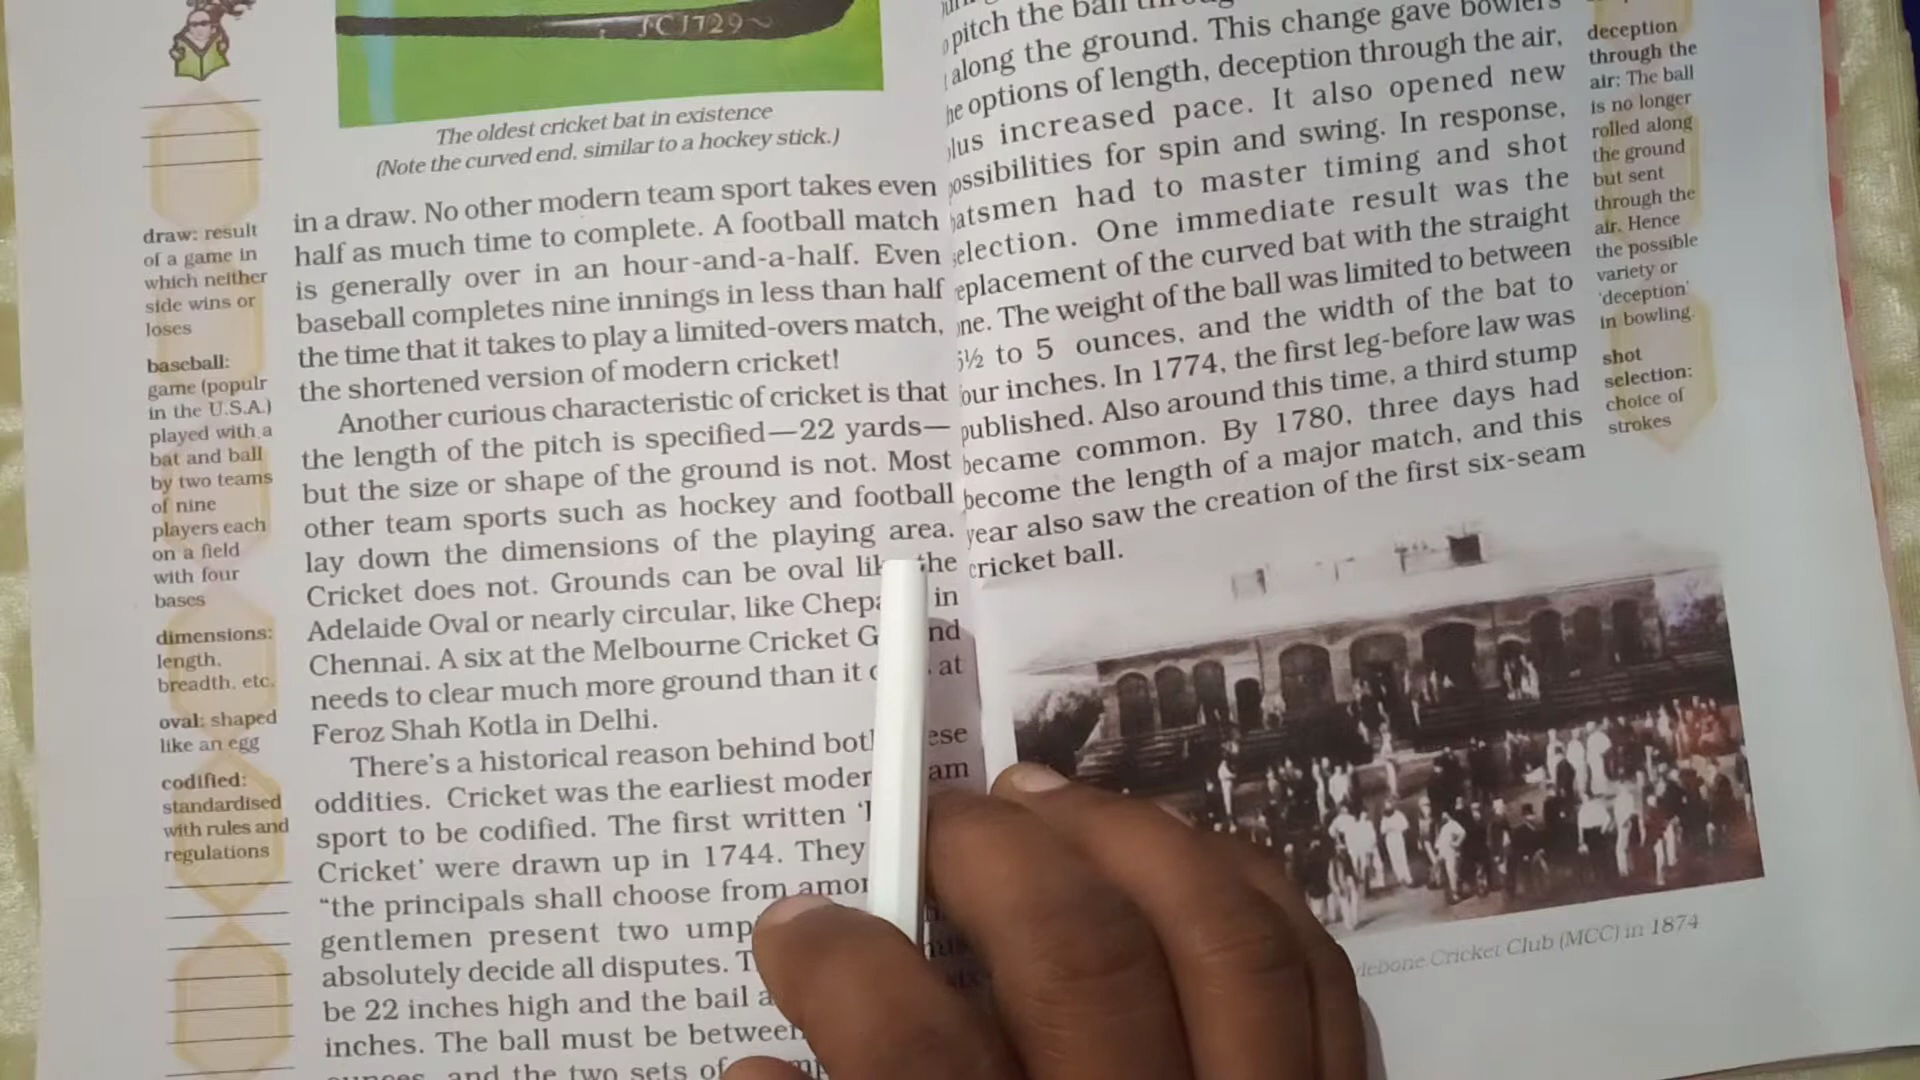 JC1729
The oldest cricket bat in existence
(Note the curved end, similar to a hockey stick.)
draw: result
of a game in
which neither
side wins or
loses
baseball:
game (populr
in the U.S.A.)
played with a
bat and ball
by two teams
of nine
players each
on a field
with four
bases
dimensions:
length,
breadth, etc.
oval: shaped
like an egg
codified:
standardised
with rules and
regulations
in a draw. No other modern team sport takes even
half as much time to complete. A football match
is generally over in an hour-and-a-half. Even
baseball completes nine innings in less than half
the time that it takes to play a limited-overs match,
the shortened version of modern cricket!
Another curious characteristic of cricket is that
the length of the pitch is specified—22 yards—
but the size or shape of the ground is not. Most
other team sports such as hockey and football
lay down the dimensions of the playing area.
Cricket does not. Grounds can be oval the
Adelaide Oval or nearly circular, like in
Chennai. A six at the Melbourne Cricket
needs to clear much more ground than it at
Feroz Shah Kotla in Delhi.
There's a historical reason behind
oddities. Cricket was the earliest
sport to be codified. The first written
Cricket' were drawn up in 1744. They
“the principals shall choose from
gentlemen present two
absolutely decide all disputes.
be 22 inches high and the bail
inches. The ball must be
and the two sets of
pitch the ball
along the ground. This change gave bowlers
options of length, deception through the air,
increased pace. It also opened new
for spin and swing. In response,
had to master timing and shot
One immediate result was the
of the curved bat with the straight
The weight of the ball was limited to between
½ to 5 ounces, and the width of the bat to
inches. In 1774, the first leg-before law was
published. Also around this time, a third stump
became common. By 1780, three days had
become the length of a major match, and this
year also saw the creation of the first six-seam
cricket ball.
deception
through the
air: The ball
is no longer
rolled along
the ground
but sent
through the
air. Hence
the possible
variety or
'deception'
in bowling.
shot
selection:
choice of
strokes
Cricket Club (MCC) in 1874